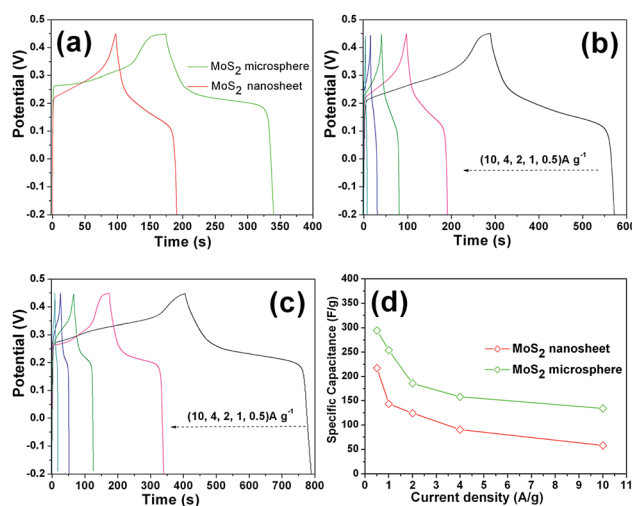 (a)
MoS2 microsphere
MoS2 nanosheet
Potential (V)
0.5
0.4
0.3
0.2
0.1
0.0
-0.1
-0.2
0 50 100 150 200 250 300 350 400
Time (s)
(b)
(10, 4, 2, 1, 0.5)A g-1
Potential (V)
0.5
0.4
0.3
0.2
0.1
0.0
-0.1
-0.2
0 100 200 300 400 500 600
Time (s)
(c)
(10, 4, 2, 1, 0.5)A g-1
Potential (V)
0.5
0.4
0.3
0.2
0.1
0.0
-0.1
-0.2
0 100 200 300 400 500 600 700 800
Time (s)
(d)
MoS2 nanosheet
MoS2 microsphere
Specific Capacitance (F/g)
400
350
300
250
200
150
100
50
0
0 1 2 3 4 5 6 7 8 9 10 11
Current density (A/g)